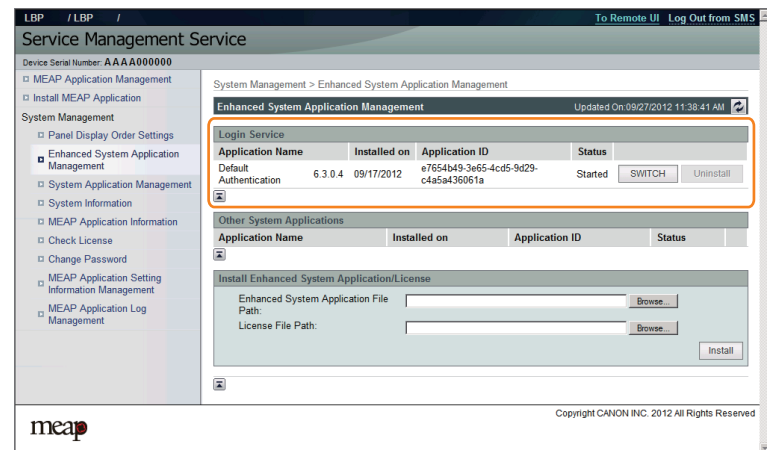 LBP / LBP /
To Remote UI Log Out from SMS
Service Management Service
Device Serial Number: AAAA000000
MEAP Application Management
Install MEAP Application
System Management
Panel Display Order Settings
Enhanced System Application
Management
System Application Management
System Information
MEAP Application Information
Check License
Change Password
MEAP Application Setting
Information Management
MEAP Application Log
Management
System Management > Enhanced System Application Management
Enhanced System Application Management Updated On:09/27/2012 11:38:41 AM
Login Service
Application Name Installed on Application ID Status
Default
Authentication 6.3.0.4 09/17/2012 e7654b49-3e65-4cd5-9d29-
c4a5a436061a Started SWITCH Uninstall
Other System Applications
Application Name Installed on Application ID Status
Install Enhanced System Application/License
Enhanced System Application File
Path: Browse...
License File Path: Browse...
Install
Copyright CANON INC. 2012 All Rights Reserved
meap